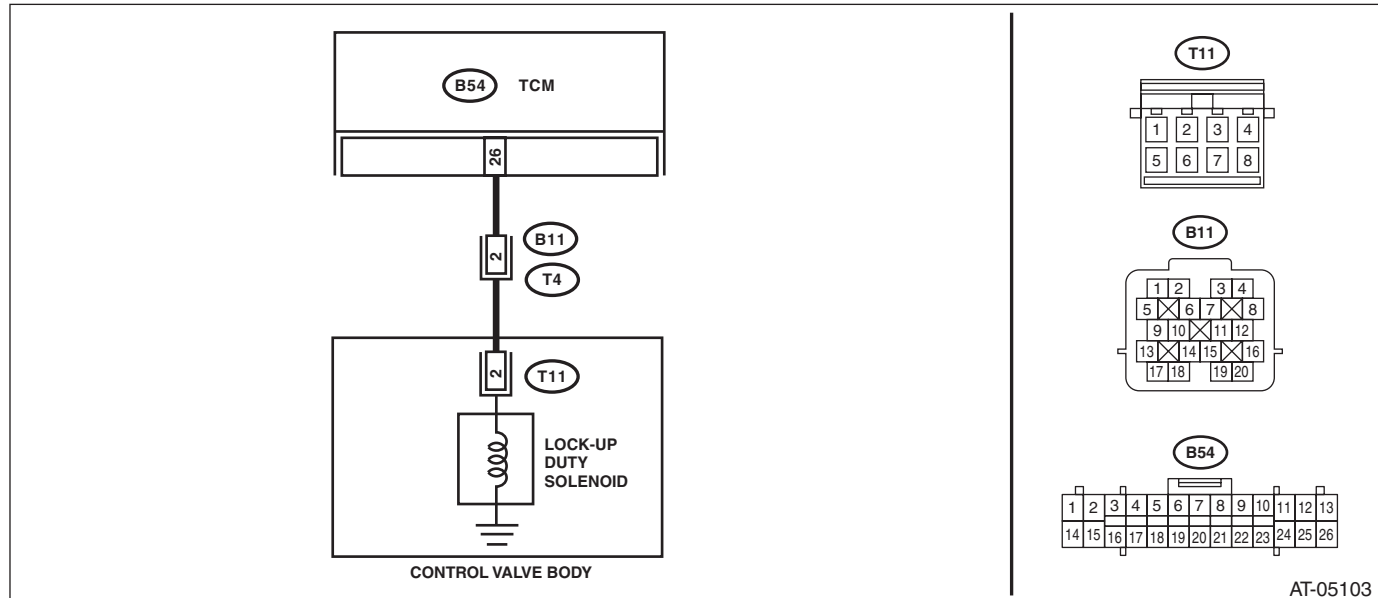 B54 TCM
26
2
B11
T4
2
T11
LOCK-UP
DUTY
SOLENOID
CONTROL VALVE BODY
T11
1 2 3 4
5 6 7 8
B11
1 2 3 4
5 6 7 8
9 10 11 12
13 14 15 16
17 18 19 20
B54
1 2 3 4 5 6 7 8 9 10 11 12 13
14 15 16 17 18 19 20 21 22 23 24 25 26
AT-05103